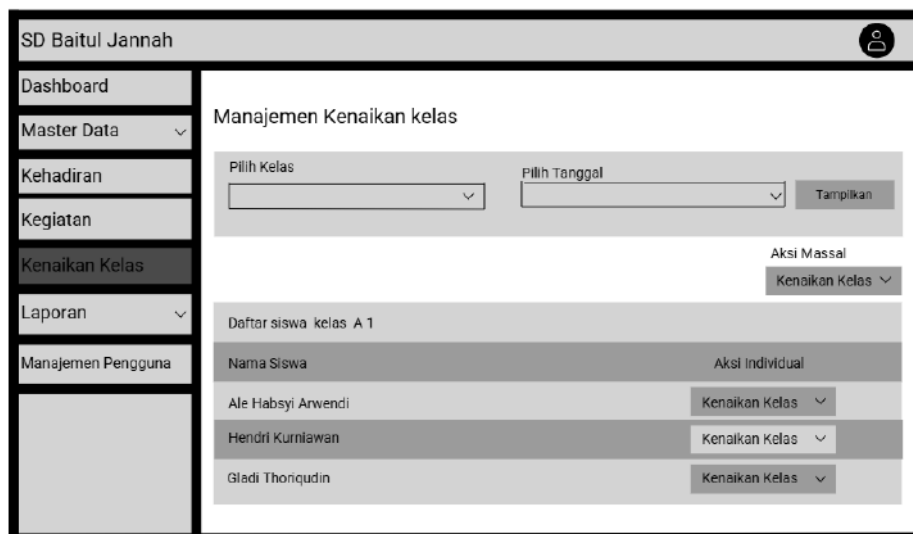 SD Baitul Jannah
Dashboard
Master Data
Kehadiran
Kegiatan
Kenaikan Kelas
Laporan
Manajemen Pengguna
Manajemen Kenaikan kelas
Pilih Kelas
Pilih Tanggal
Tampilkan
Aksi Massal
Kenaikan Kelas
Daftar siswa kelas A 1
Nama Siswa Aksi Individual
Ale Habsyi Arwendi Kenaikan Kelas
Hendri Kurniawan Kenaikan Kelas
Gladi Thoriqudin Kenaikan Kelas